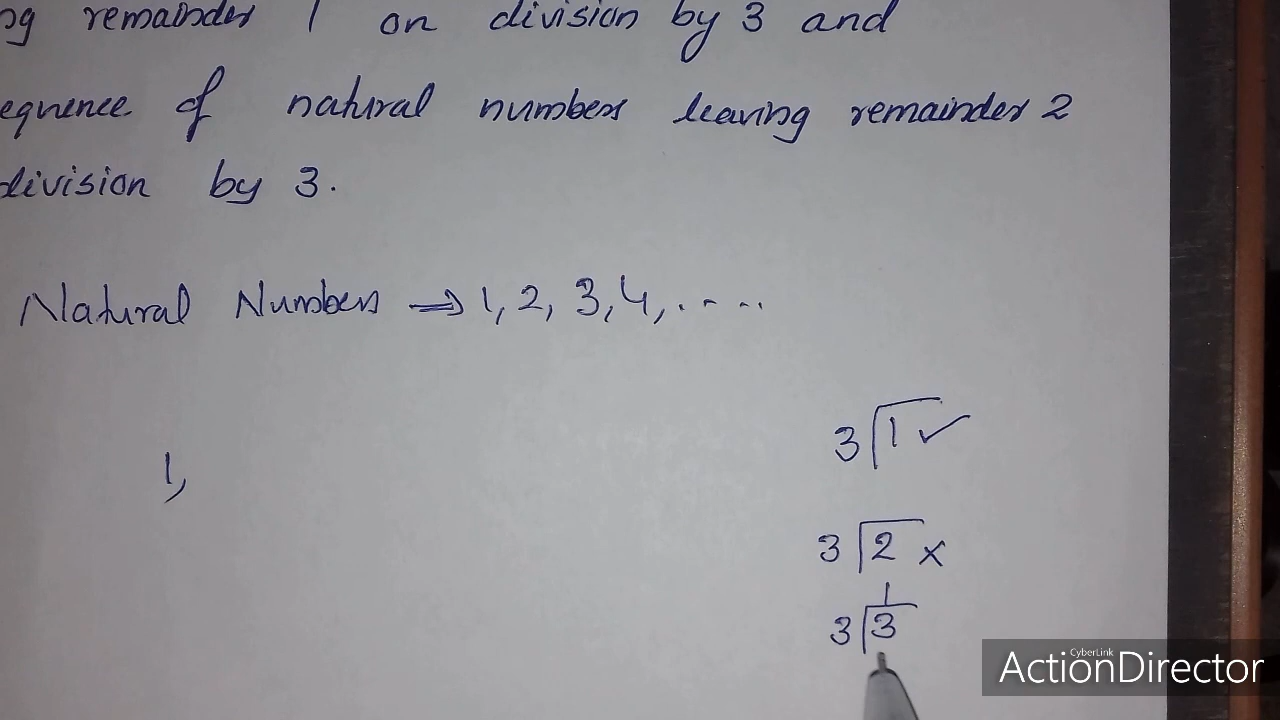 remainder 1 on division by 3 and
of natural numbers leaving remainder 2
division by 3.
Natural Numbers ⇒ 1, 2, 3, 4, . - - ..
3 1 ✓
1,
3 2 x
1
3 3
CyberLink
ActionDirector